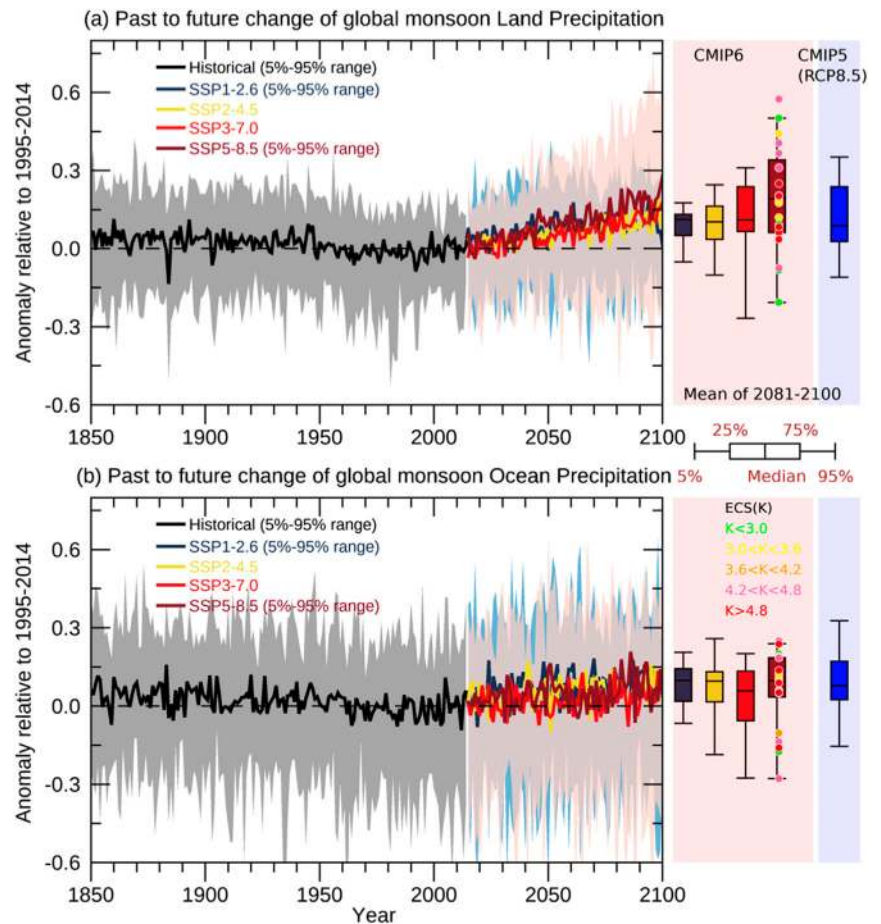 (a) Past to future change of global monsoon Land Precipitation
CMIP6
CMIP5
(RCP8.5)
Anomaly relative to 1995-2014
0.6
0.3
0.0
-0.3
-0.6
Historical (5%-95% range)
SSP1-2.6 (5%-95% range)
SSP2-4.5
SSP3-7.0
SSP5-8.5 (5%-95% range)
1850 1900 1950 2000 2050 2100
Mean of 2081-2100
25% 75%
5% Median 95%
(b) Past to future change of global monsoon Ocean Precipitation
Anomaly relative to 1995-2014
0.6
0.3
0.0
-0.3
-0.6
Historical (5%-95% range)
SSP1-2.6 (5%-95% range)
SSP2-4.5
SSP3-7.0
SSP5-8.5 (5%-95% range)
ECS(K)
K<3.0
3.0<K<3.6
3.6<K<4.2
4.2<K<4.8
K>4.8
1850 1900 1950 2000 2050 2100
Year